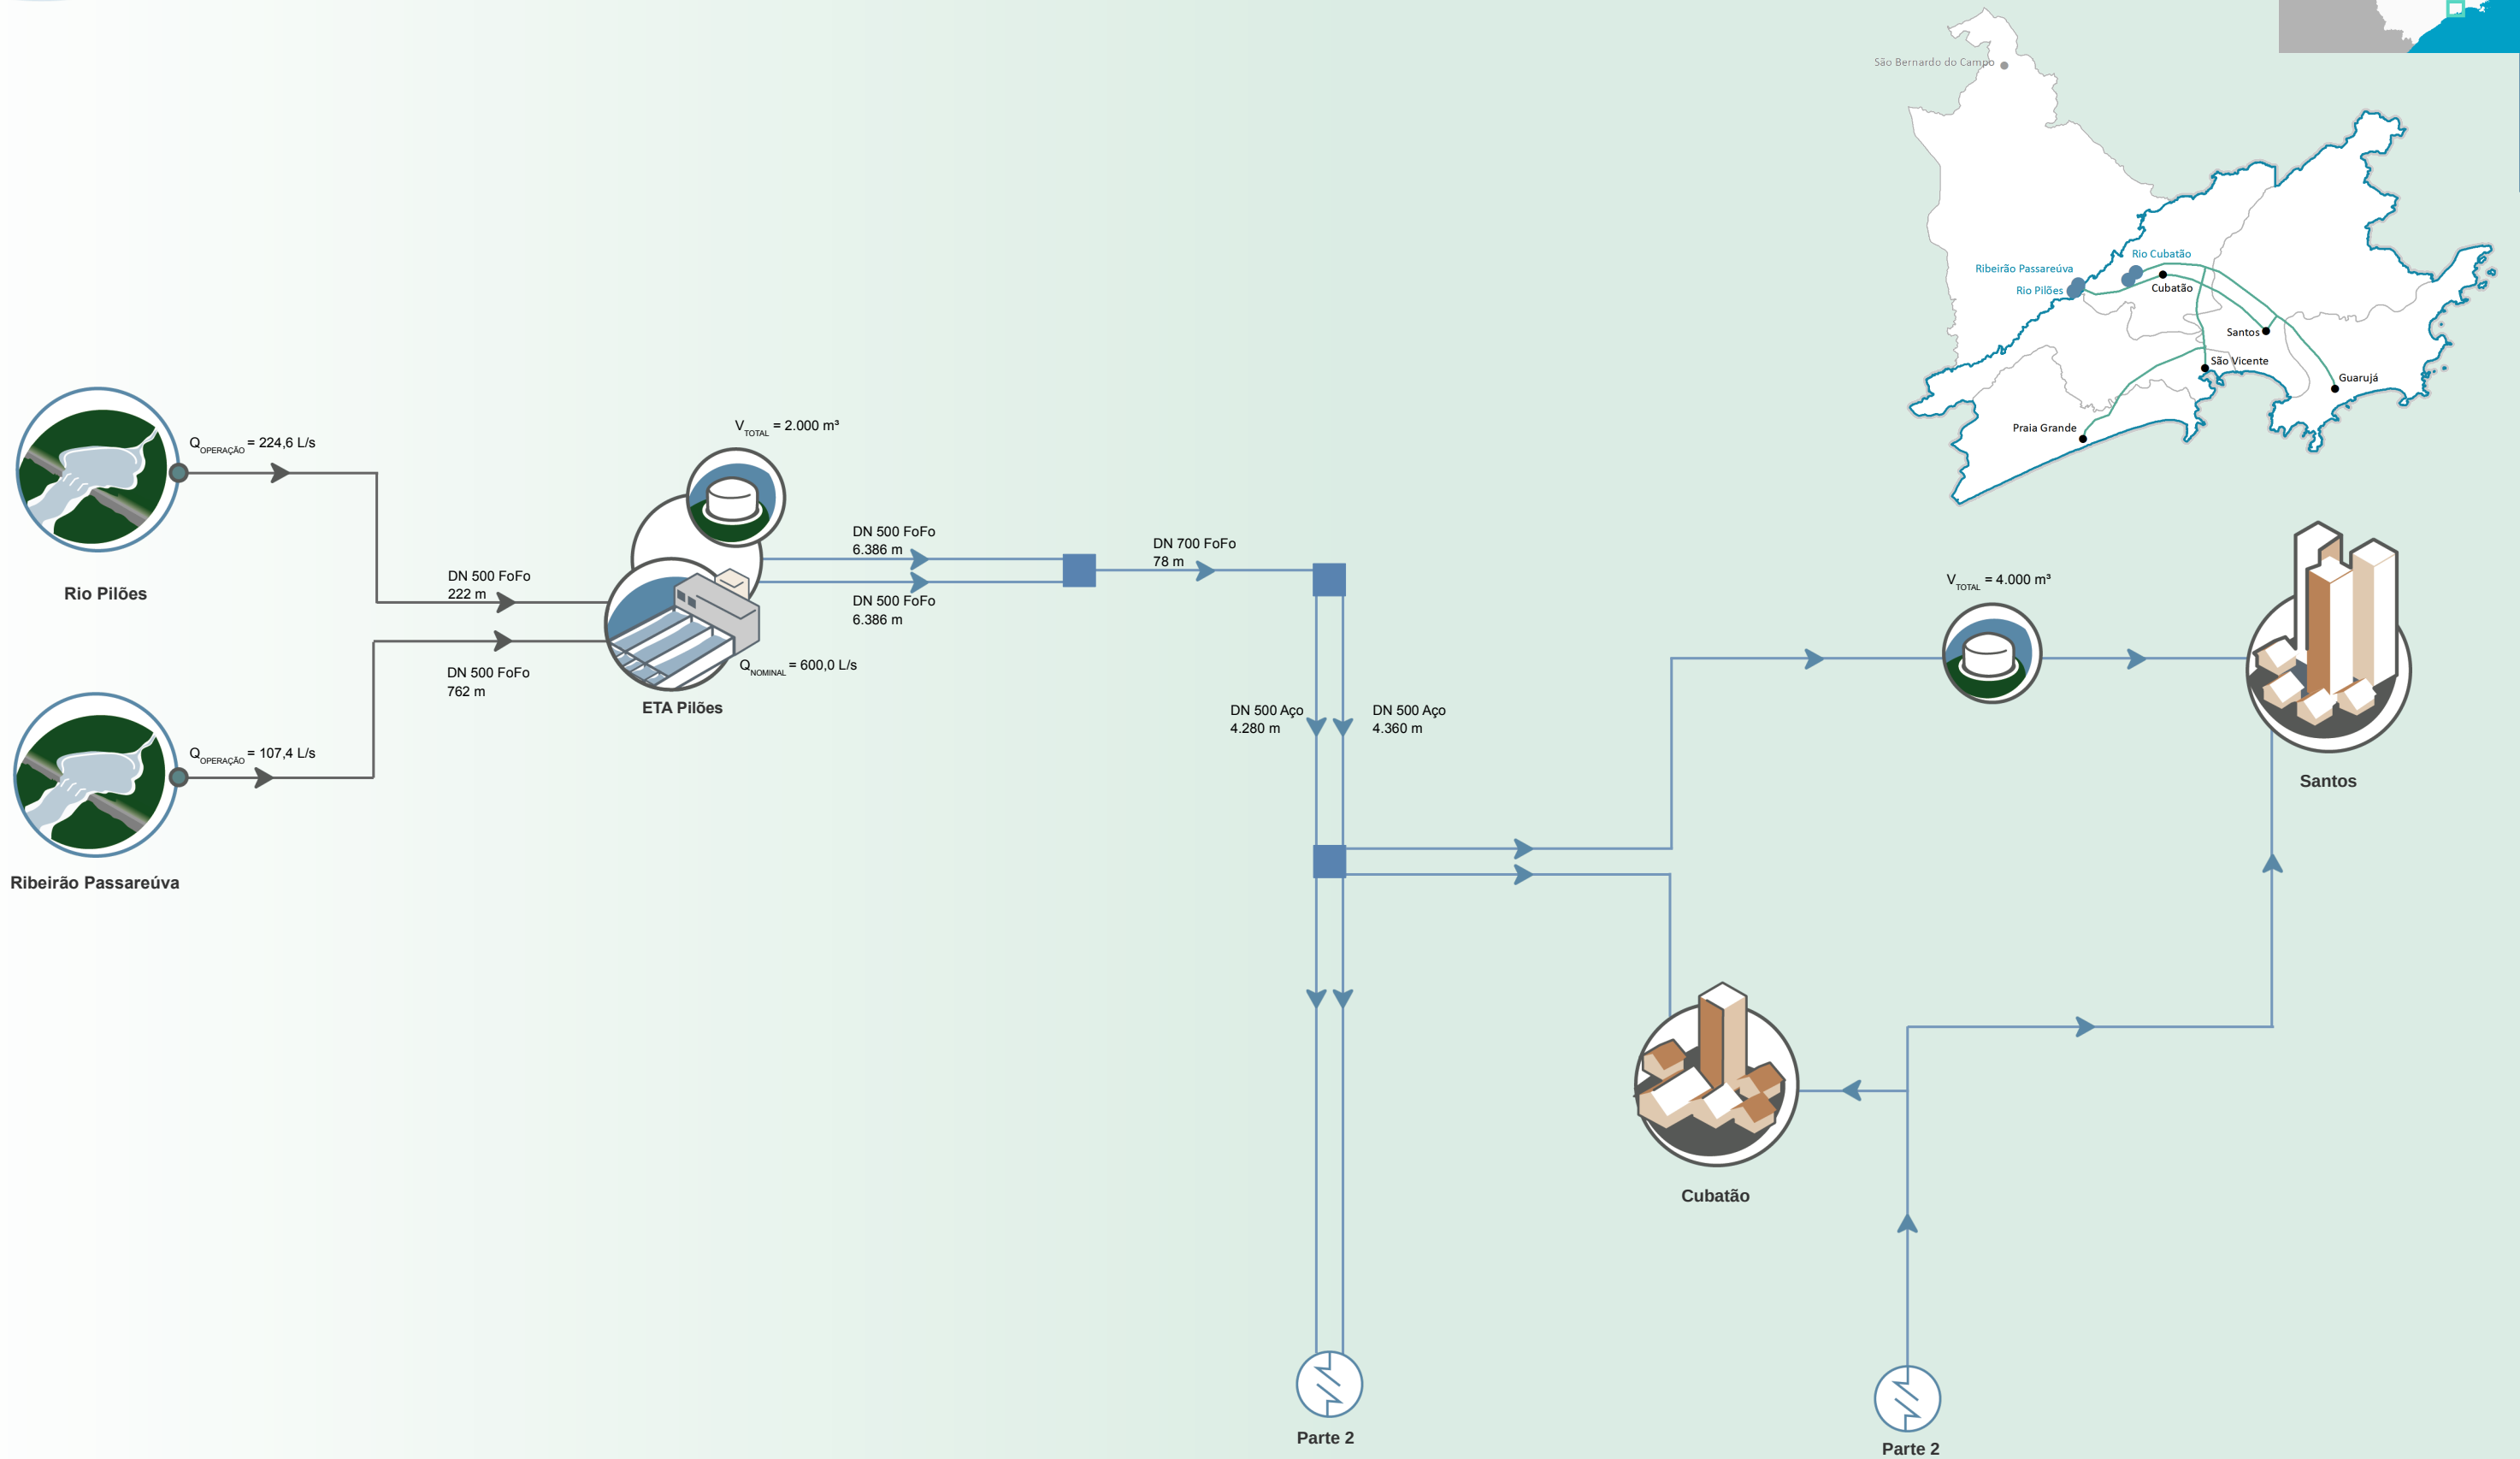 São Bernardo do Campo
Rio Cubatão
Ribeirão Passareúva
Rio Pilões
Cubatão
Santos
São Vicente
Guarujá
Praia Grande
QOPERAÇÃO = 224,6 L/s
Rio Pilões
DN 500 FoFo
222 m
QOPERAÇÃO = 107,4 L/s
Ribeirão Passareúva
DN 500 FoFo
762 m
VTOTAL = 2.000 m³
QNOMINAL = 600,0 L/s
ETA Pilões
DN 500 FoFo
6.386 m
DN 500 FoFo
6.386 m
DN 700 FoFo
78 m
DN 500 Aço
4.280 m
DN 500 Aço
4.360 m
VTOTAL = 4.000 m³
Santos
Cubatão
Parte 2
Parte 2